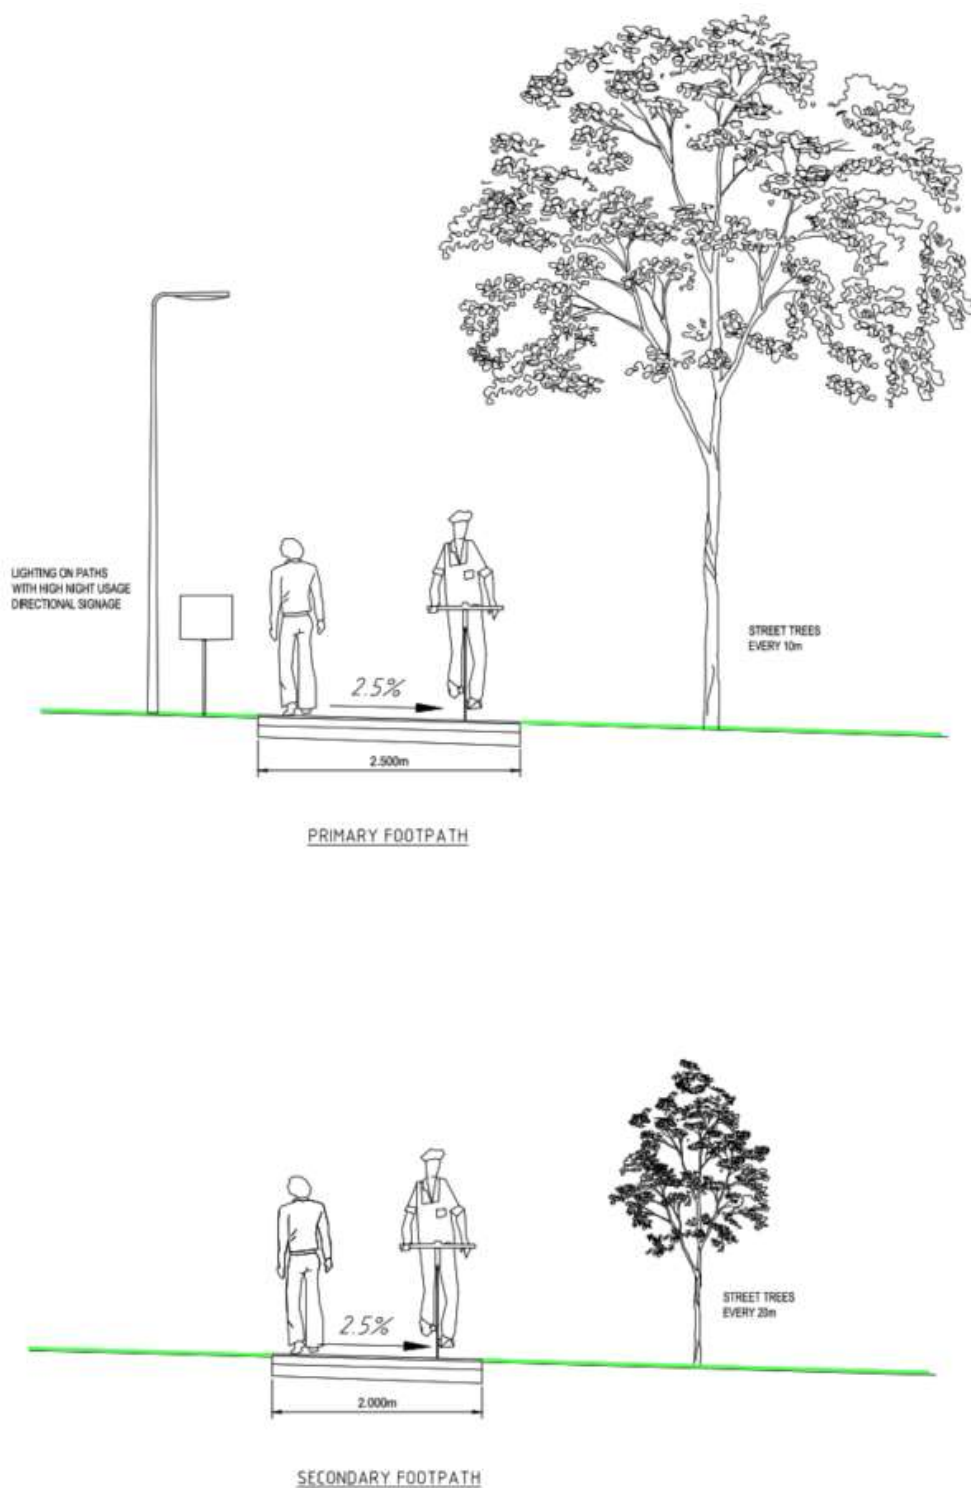 LIGHTING ON PATHS
WITH HIGH NIGHT USAGE
DIRECTIONAL SIGNAGE
STREET TREES
EVERY 10m
2.5%
2.500m
PRIMARY FOOTPATH
STREET TREES
EVERY 20m
2.5%
2.000m
SECONDARY FOOTPATH